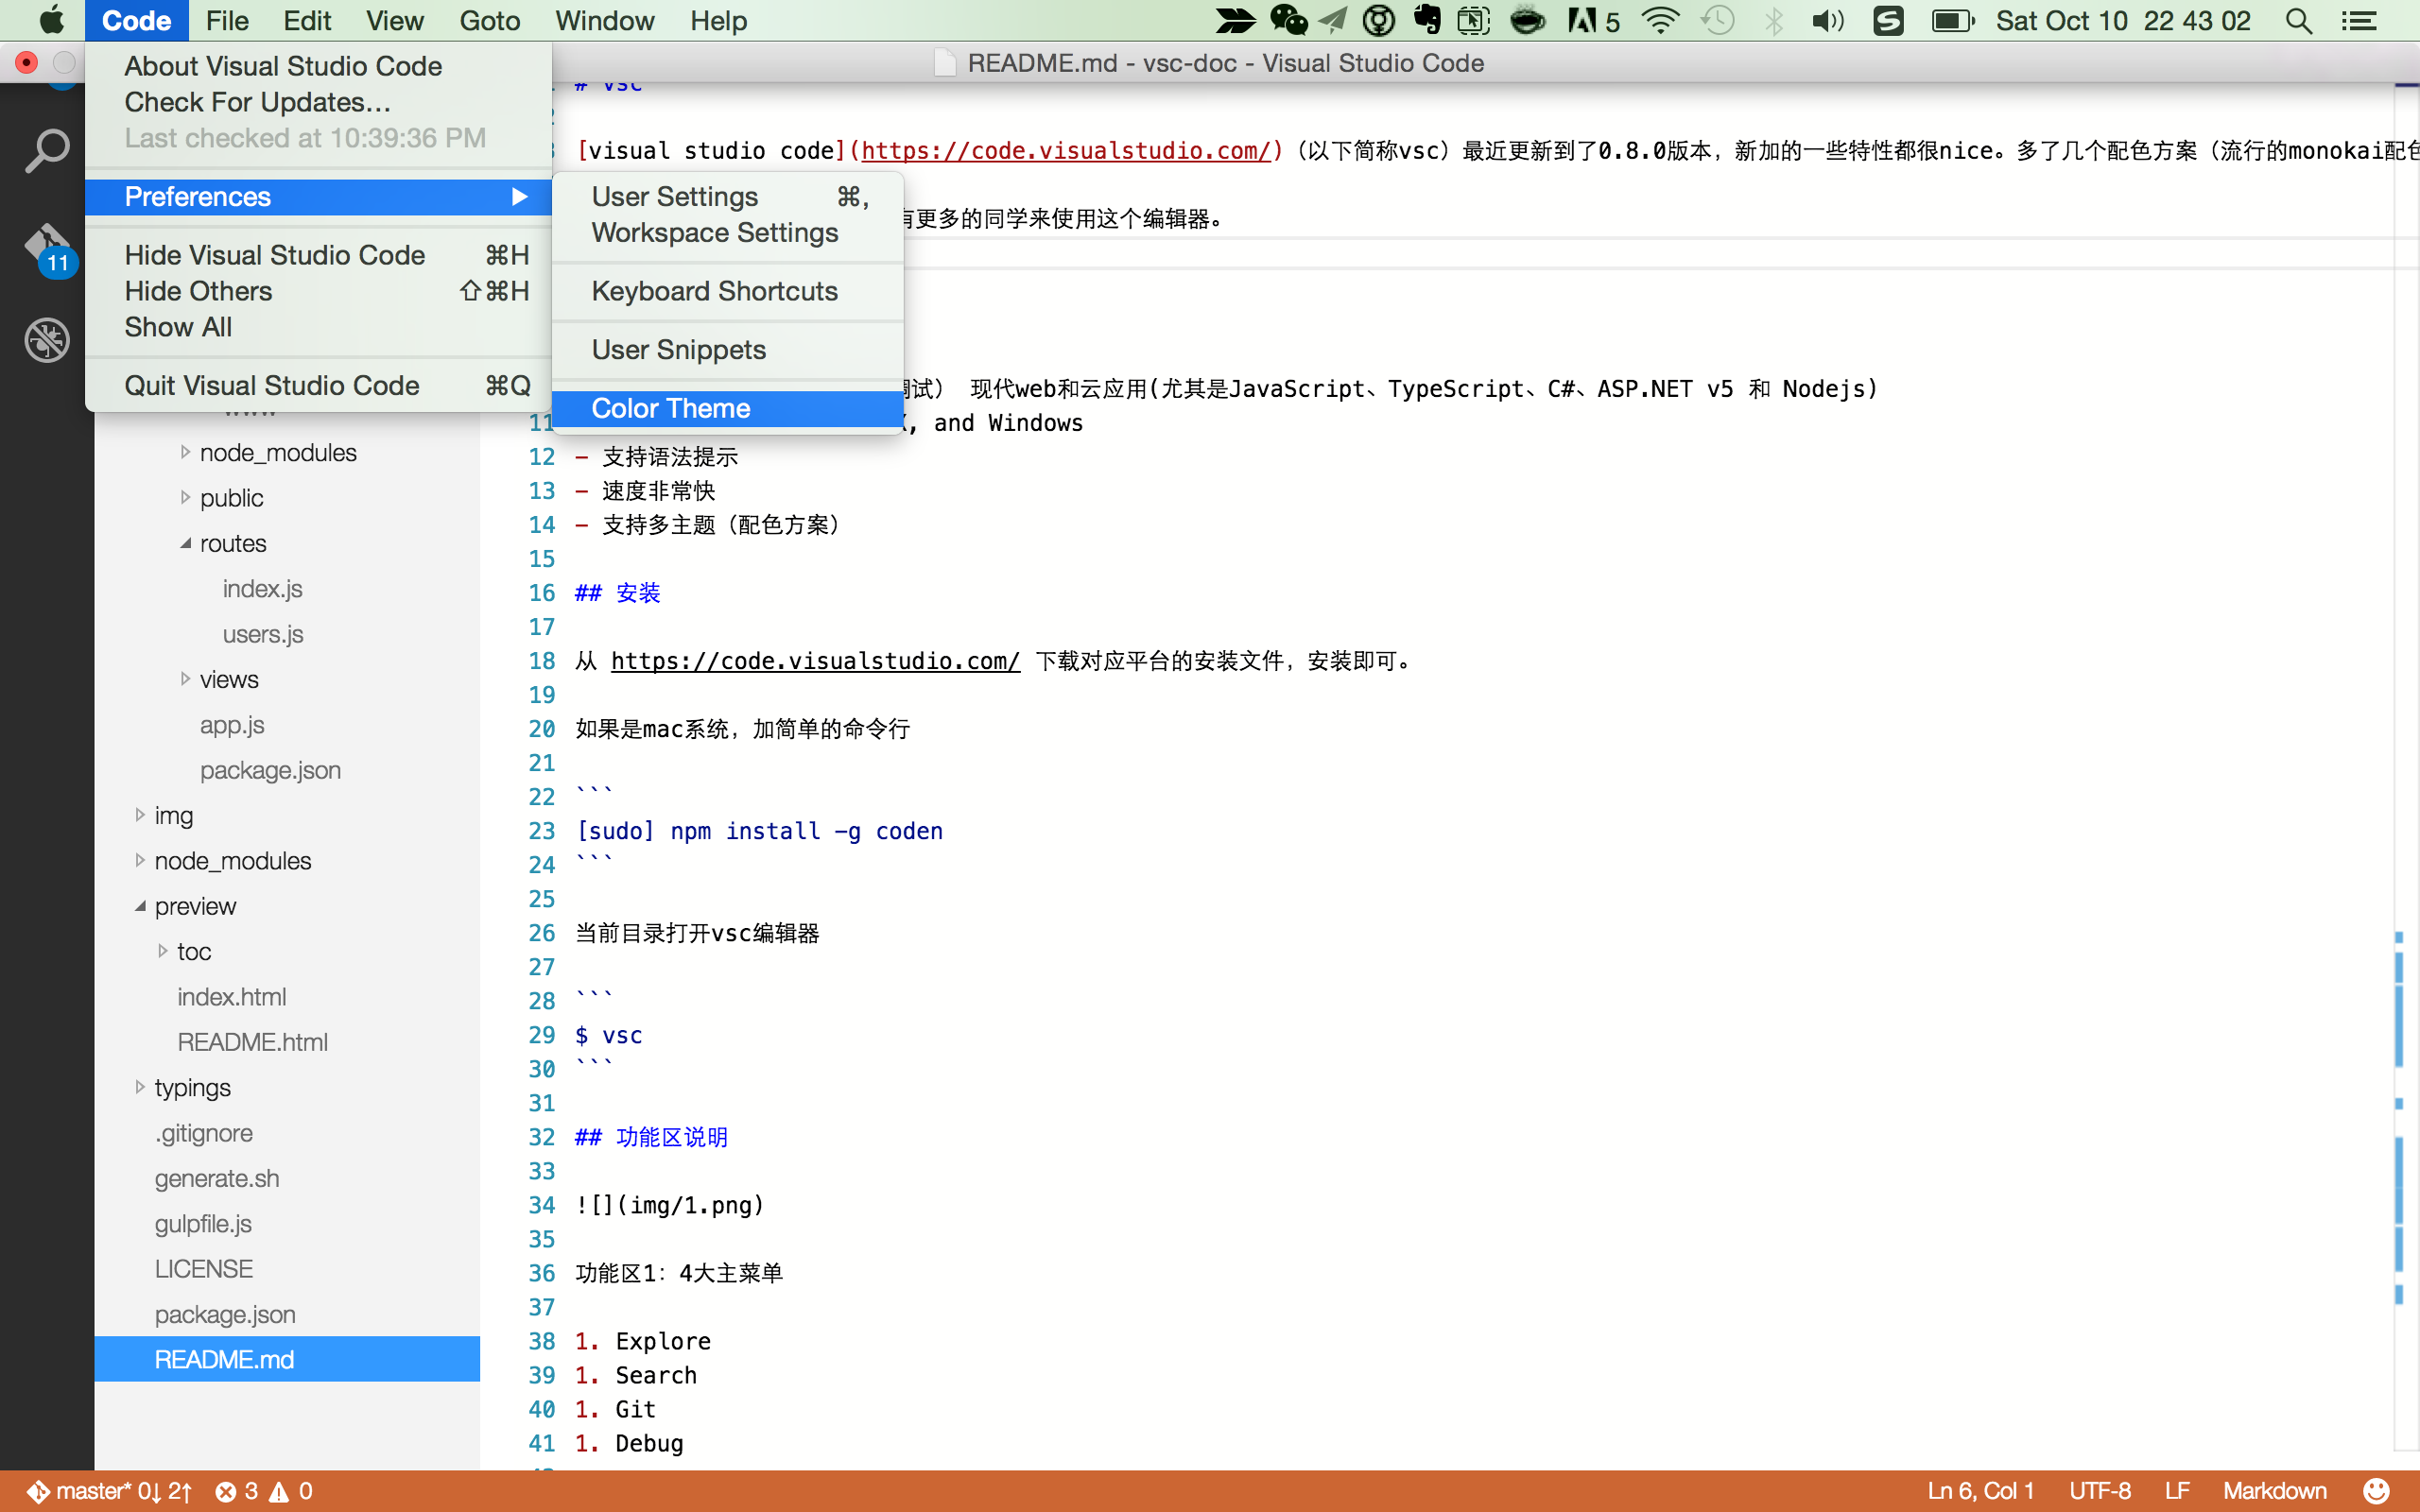 Code File Edit View Goto Window Help 5 Sat Oct 10 22 43 02
README.md - vsc-doc - Visual Studio Code
About Visual Studio Code
Check For Updates...
Last checked at 10:39:36 PM
Preferences
Hide Visual Studio Code ⌘H
Hide Others ⇧⌘H
Show All
Quit Visual Studio Code ⌘Q
User Settings ⌘,
Workspace Settings
Keyboard Shortcuts
User Snippets
Color Theme
11
node_modules
public
routes
index.js
users.js
views
app.js
package.json
img
node_modules
preview
toc
index.html
README.html
typings
.gitignore
generate.sh
gulpfile.js
LICENSE
package.json
README.md
# vsc
[visual studio code](https://code.visualstudio.com/)（以下简称vsc）最近更新到了0.8.0版本，新加的一些特性都很nice。多了几个配色方案（流行的monokai配色
有更多的同学来使用这个编辑器。
调试） 现代web和云应用(尤其是JavaScript、TypeScript、C#、ASP.NET v5 和 Nodejs)
11 , and Windows
12 - 支持语法提示
13 - 速度非常快
14 - 支持多主题（配色方案）
15
16 ## 安装
17
18 从 https://code.visualstudio.com/ 下载对应平台的安装文件，安装即可。
19
20 如果是mac系统，加简单的命令行
21
22 ```
23 [sudo] npm install -g coden
24 ```
25
26 当前目录打开vsc编辑器
27
28 ```
29 $ vsc
30 ```
31
32 ## 功能区说明
33
34 ![](img/1.png)
35
36 功能区1：4大主菜单
37
38 1. Explore
39 1. Search
40 1. Git
41 1. Debug
master* 0↓ 2↑ 3 0 Ln 6, Col 1 UTF-8 LF Markdown